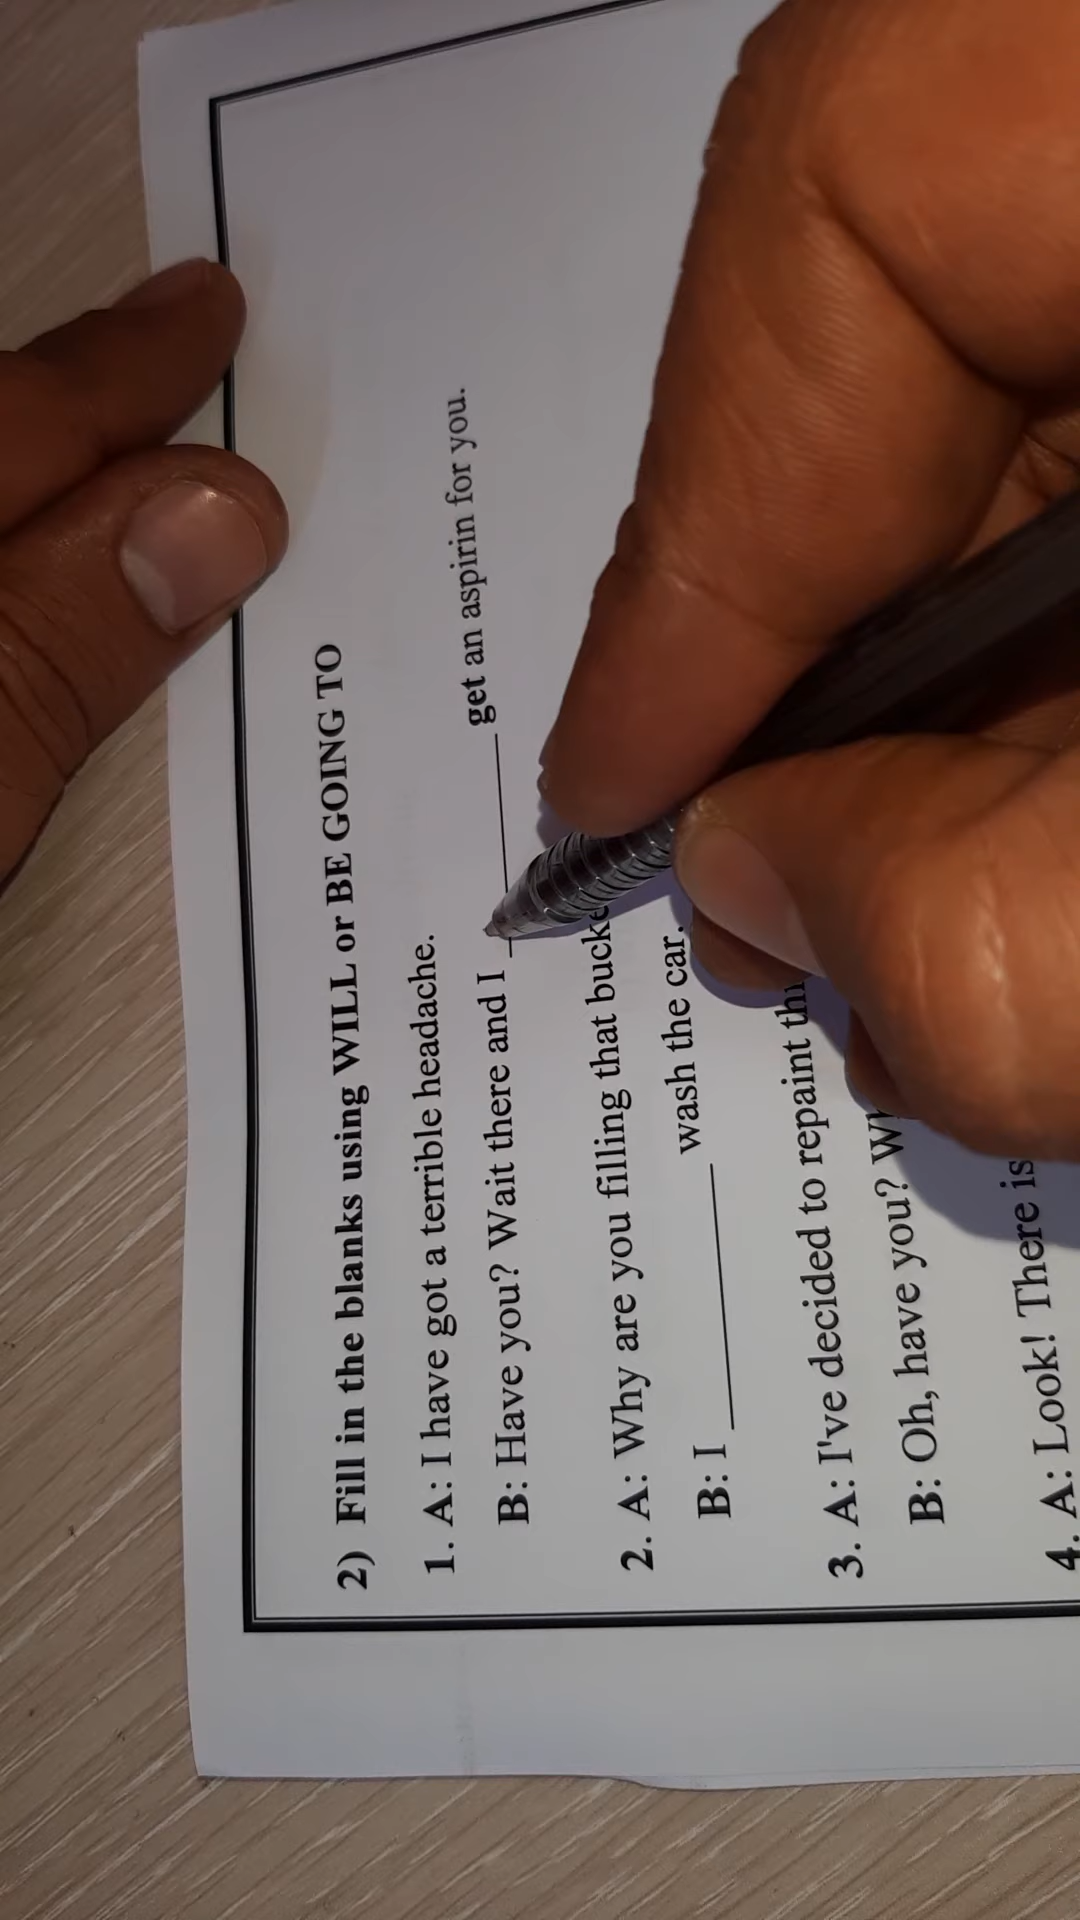 2) Fill in the blanks using WILL or BE GOING TO
1. A: I have got a terrible headache.
B: Have you? Wait there and I ________ get an aspirin for you.
2. A: Why are you filling that
B: I ________ wash the car.
3. A: I've decided to repaint
B: Oh, have you?
4. A: Look! There is